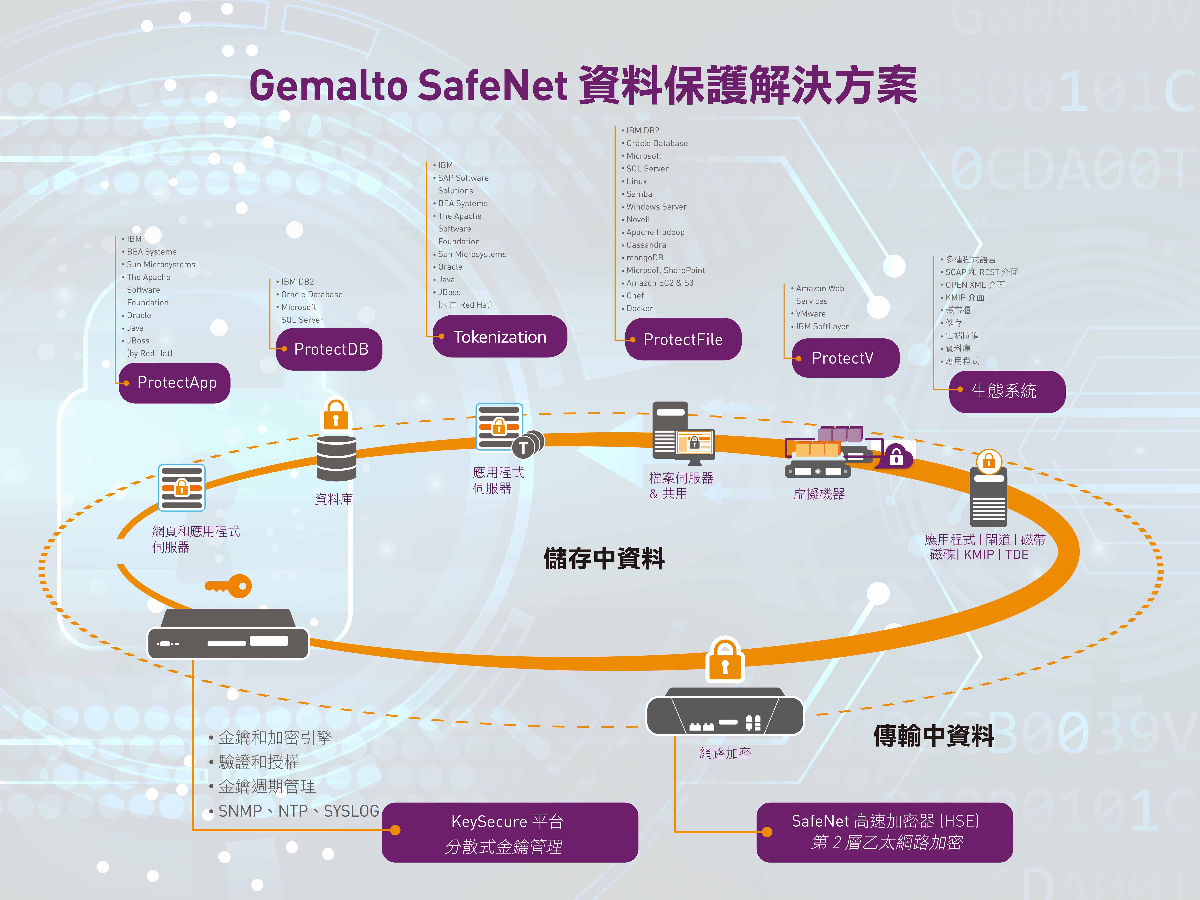 Gemalto SafeNet 資料保護解決方案
• IBM
• BEA Systems
• Sun Microsystems
• The Apache
Software
Foundation
• Oracle
• Java
• JBoss
[by Red Hat]
ProtectApp
• IBM DB2
• Oracle Database
• Microsoft
SQL Server
ProtectDB
• IBM
• SAP Software
Solutions
• BEA Systems
• The Apache
Software
Foundation
• Sun Microsystems
• Oracle
• Java
• JBoss
Red Hat]
Tokenization
• IBM DB2
• Oracle Database
• Microsoft
• SQL Server
• Linux
• Samba
• Windows Server
• Novell
• Apache Hadoop
• Cassandra
• mongoDB
• Microsoft SharePoint
• Amazon EC2 & S3
• Chef
• Docker
ProtectFile
• Amazon Web
Services
• VMware
• IBM SoftLayer
ProtectV
• 多種程式語言
• SOAP 和 REST 介面
• OPEN XML 介面
• KMIP 介面
• 磁帶櫃
• 儲存
• 資料庫
• 應用程式
生態系統
網頁和應用程式
伺服器
資料庫
T
應用程式
伺服器
檔案伺服器
& 共用
虛擬機器
應用程式 | 閘道 | 磁帶
磁碟 | KMIP | TDE
儲存中資料
傳輸中資料
網路加密
• 金鑰和加密引擎
• 驗證和授權
• 金鑰週期管理
• SNMP、NTP、SYSLOG
KeySecure 平台
分散式金鑰管理
SafeNet 高速加密器 (HSE)
第 2 層乙太網路加密